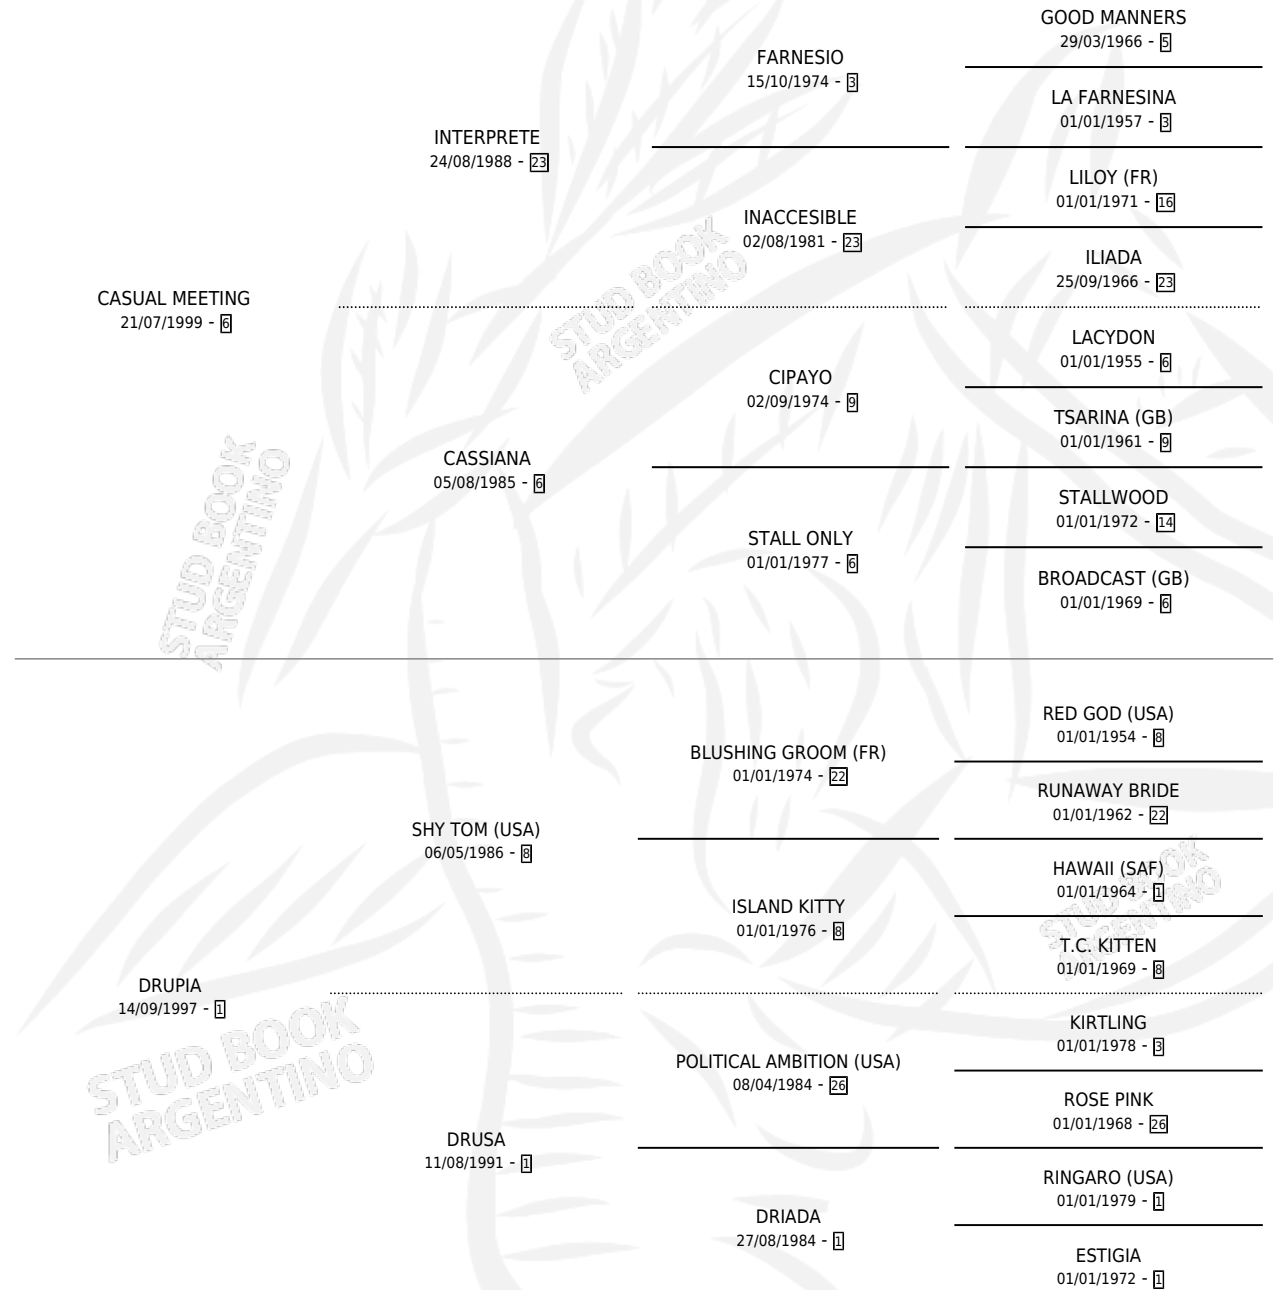 GOOD MANNERS
29/03/1966 - 5
FARNESIO
15/10/1974 - 3
LA FARNESINA
01/01/1957 - 3
INTERPRETE
24/08/1988 - 23
LILOY (FR)
01/01/1971 - 16
INACCESIBLE
02/08/1981 - 23
ILIADA
25/09/1966 - 23
CASUAL MEETING
21/07/1999 - 6
STUD BOOK
ARGENTINO
LACYDON
01/01/1955 - 6
CIPAYO
02/09/1974 - 9
TSARINA (GB)
01/01/1961 - 9
CASSIANA
05/08/1985 - 6
STALLWOOD
01/01/1972 - 14
STALL ONLY
01/01/1977 - 6
BROADCAST (GB)
01/01/1969 - 6
STUD BOOK
ARGENTINO
RED GOD (USA)
01/01/1954 - 8
BLUSHING GROOM (FR)
01/01/1974 - 22
RUNAWAY BRIDE
01/01/1962 - 22
SHY TOM (USA)
06/05/1986 - 8
HAWAII (SAF)
01/01/1964 - 1
ISLAND KITTY
01/01/1976 - 8
STUD BOOK
ARGENTINO
T.C. KITTEN
01/01/1969 - 8
DRUPIA
14/09/1997 - 1
KIRTLING
01/01/1978 - 3
POLITICAL AMBITION (USA)
08/04/1984 - 26
STUD BOOK
ARGENTINO
ROSE PINK
01/01/1968 - 26
DRUSA
11/08/1991 - 1
RINGARO (USA)
01/01/1979 - 1
DRIADA
27/08/1984 - 1
ESTIGIA
01/01/1972 - 1